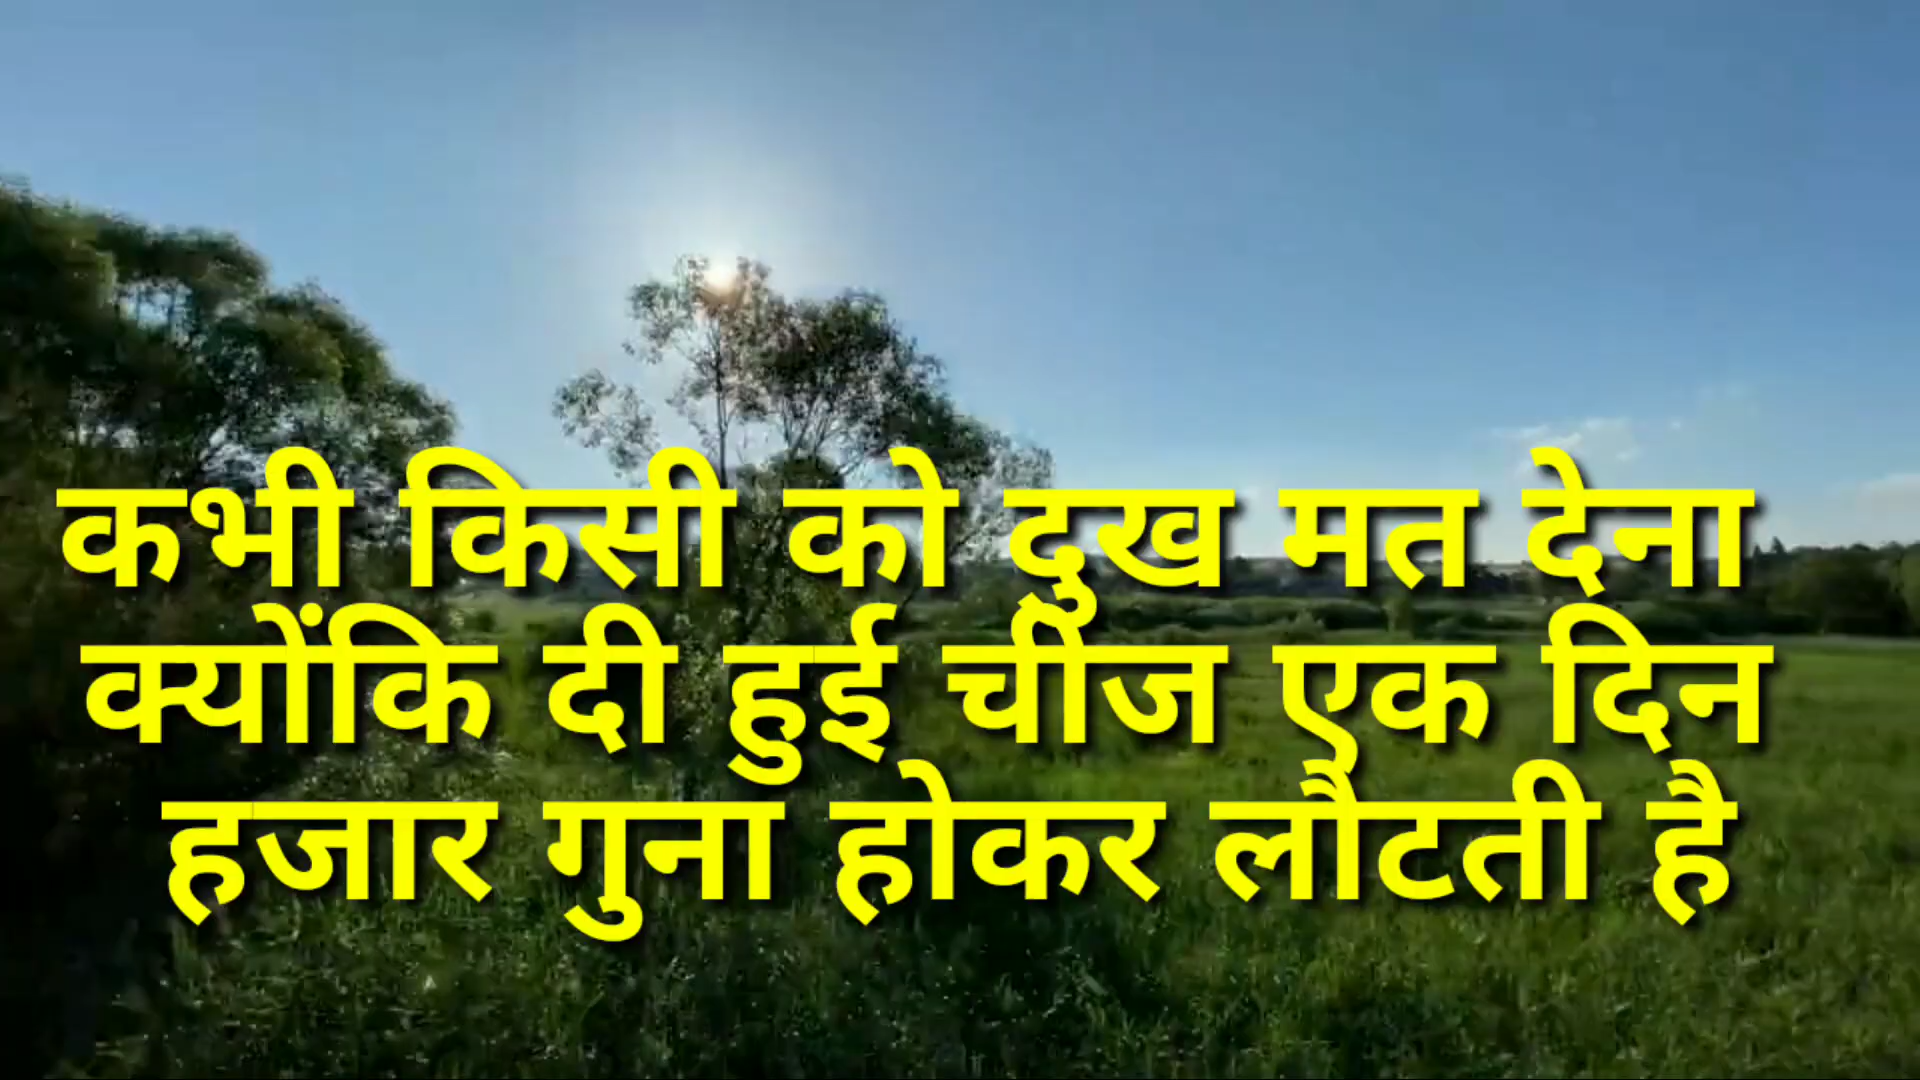 कभी किसी को दुख मत देना
क्योंकि दी हुई चीज एक दिन
हजार गुना होकर लौटती है